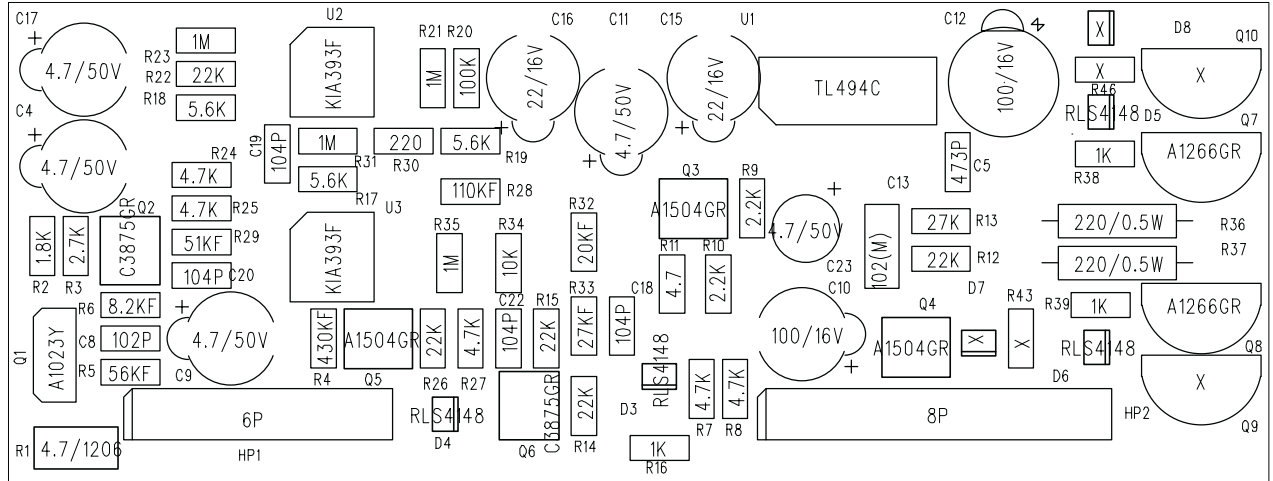 C17
U2
R21
R20
C16
C11
C15
U1
C12
D8
Q10
4.7/50V
1M
R23
R22
22K
R18
5.6K
KIA393F
1M
100K
22/16V
4.7/50V
22/16V
TL494C
100/16V
X
X
R46
RLS4148
D5
X
Q7
C4
4.7/50V
C19
104P
1M
R31
220
R30
5.6K
R19
5.6K
R17
110KF
R28
R24
4.7K
4.7K
R25
51KF
R29
104P
C20
Q3
A1504GR
R9
2.2K
473P
C5
1K
R38
A1266GR
Q2
C3875GR
1.8K
R2
2.7K
R3
U3
KIA393F
R35
1M
R34
10K
R32
20KF
R11
4.7
R10
2.2K
4.7/50V
C23
C13
102(M)
27K
R13
22K
R12
220/0.5W
R36
220/0.5W
R37
R6
8.2KF
C8
102P
R5
56KF
Q1
A1023Y
4.7/50V
C9
430KF
R4
A1504GR
Q5
22K
R26
4.7K
R27
C22
104P
R15
22K
R33
27KF
104P
C18
C10
100/16V
Q4
A1504GR
D7
X
R43
X
R39
1K
RLS4148
D6
A1266GR
Q8
X
Q9
RLS4148
D3
4.7K
R7
4.7K
R8
C3875GR
Q6
22K
R14
1K
R16
RLS4148
D4
6P
HP1
8P
HP2
R1
4.7/1206